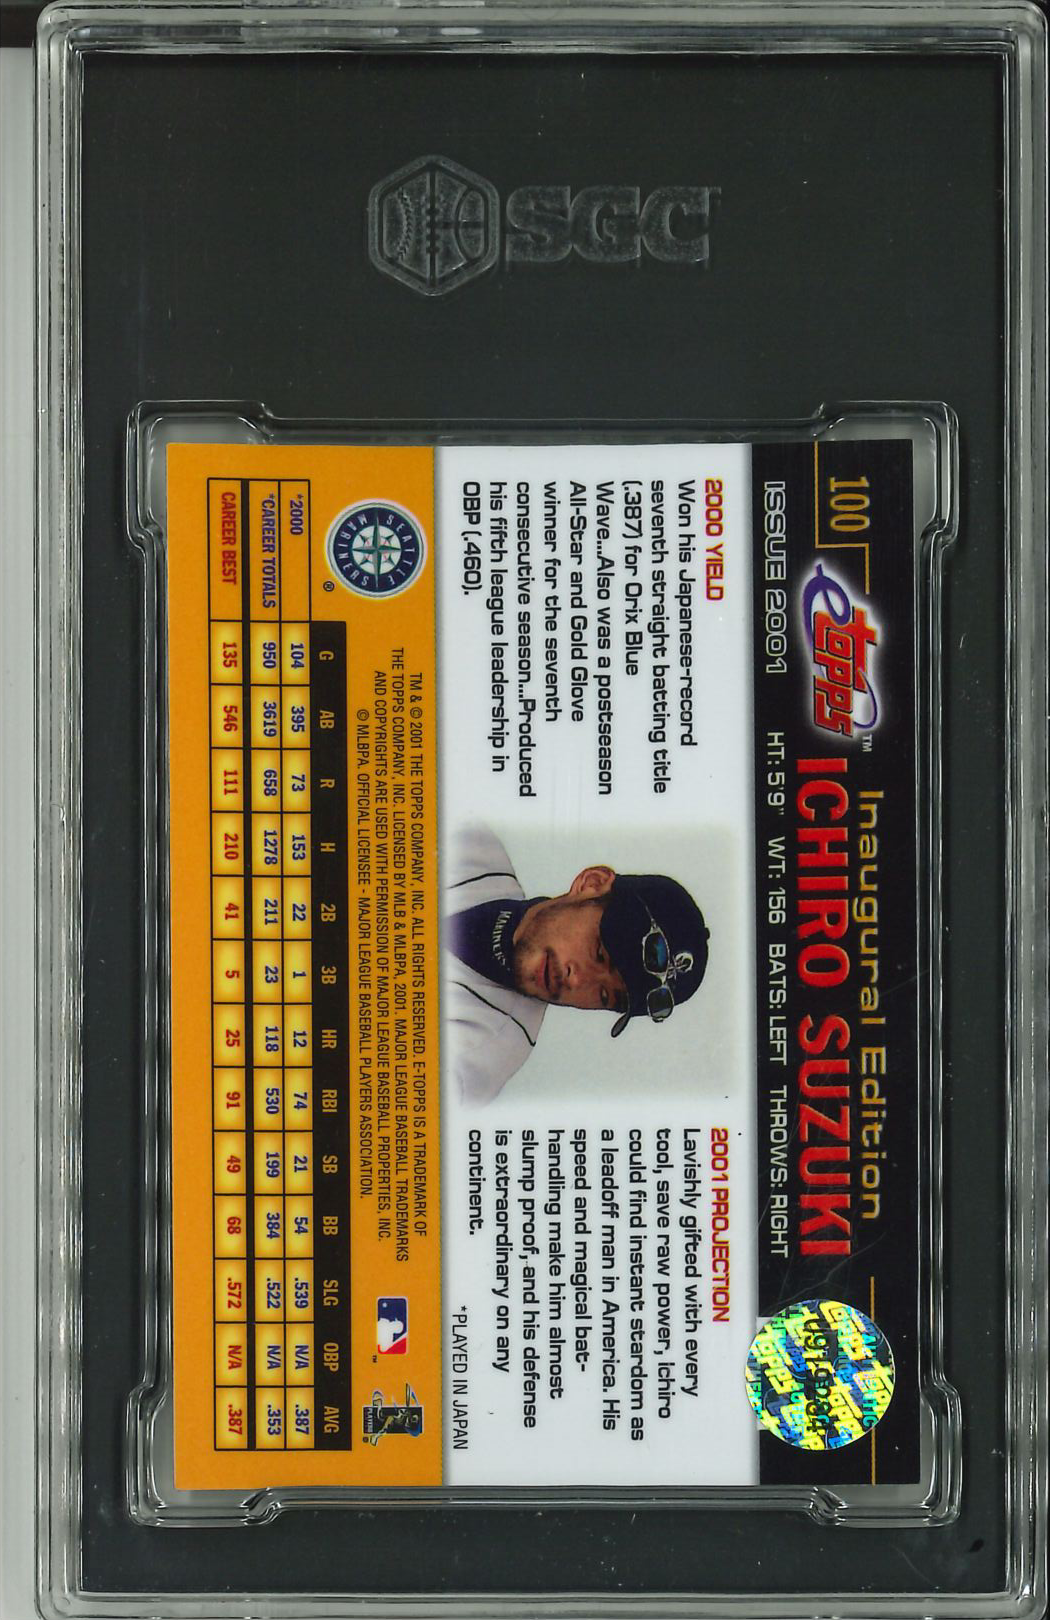 SGC
100
etopps™
Inaugural Edition
ICHIRO SUZUKI
ISSUE 2001 HT: 5'9" WT: 156 BATS: LEFT THROWS: RIGHT
2000 YIELD
Won his Japanese-record
seventh straight batting title
(.387) for Orix Blue
Wave...Also was a postseason
All-Star and Gold Glove
winner for the seventh
consecutive season...Produced
his fifth league leadership in
OBP (.460).
MARINERS
S
2001 PROJECTION
Lavishly gifted with every
tool, save raw power, Ichiro
could find instant stardom as
a leadoff man in America. His
speed and magical bat-
handling make him almost
slump proof, and his defense
is extraordinary on any
continent.
*PLAYED IN JAPAN
SEATTLE
MARINERS
®
TM & © 2001 THE TOPPS COMPANY, INC. ALL RIGHTS RESERVED. E-TOPPS IS A TRADEMARK OF
THE TOPPS COMPANY, INC. LICENSED BY MLB & MLBPA, 2001. MAJOR LEAGUE BASEBALL TRADEMARKS
AND COPYRIGHTS ARE USED WITH PERMISSION OF MAJOR LEAGUE BASEBALL PROPERTIES, INC.
© MLBPA. OFFICIAL LICENSEE - MAJOR LEAGUE BASEBALL PLAYERS ASSOCIATION.
™
PLAYERS
®
G AB R H 2B 3B HR RBI SB BB SLG OBP AVG
*2000 104 395 73 153 22 1 12 74 21 54 .539 N/A .387
*CAREER TOTALS 950 3619 658 1278 211 23 118 530 199 384 .522 N/A .353
CAREER BEST 135 546 111 210 41 5 25 91 49 68 .572 N/A .387